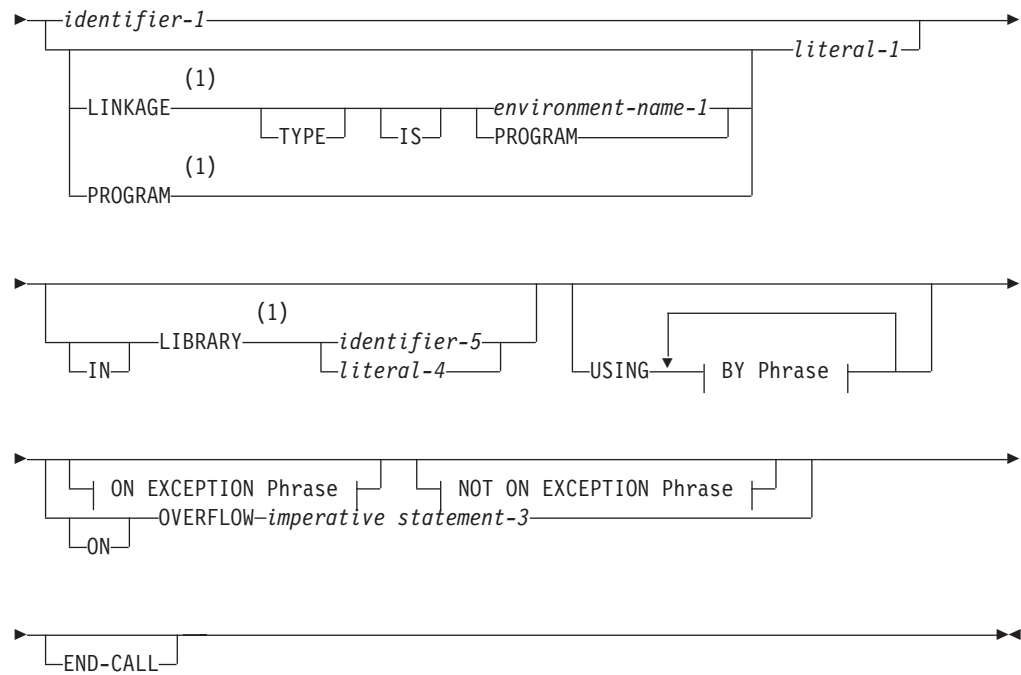 identifier-1
literal-1
(1)
LINKAGE environment-name-1
TYPE IS PROGRAM
(1)
PROGRAM
(1)
LIBRARY identifier-5
IN literal-4
USING BY Phrase
ON EXCEPTION Phrase NOT ON EXCEPTION Phrase
OVERFLOW imperative statement-3
ON
END-CALL